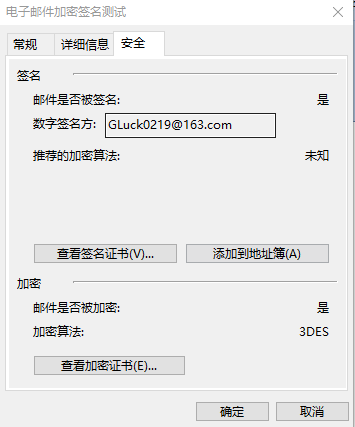 电子邮件加密签名测试
常规 详细信息 安全
签名
邮件是否被签名: 是
数字签名方: GLuck0219@163.com
推荐的加密算法: 未知
查看签名证书(V)... 添加到地址簿(A)
加密
邮件是否被加密: 是
加密算法: 3DES
查看加密证书(E)...
确定 取消